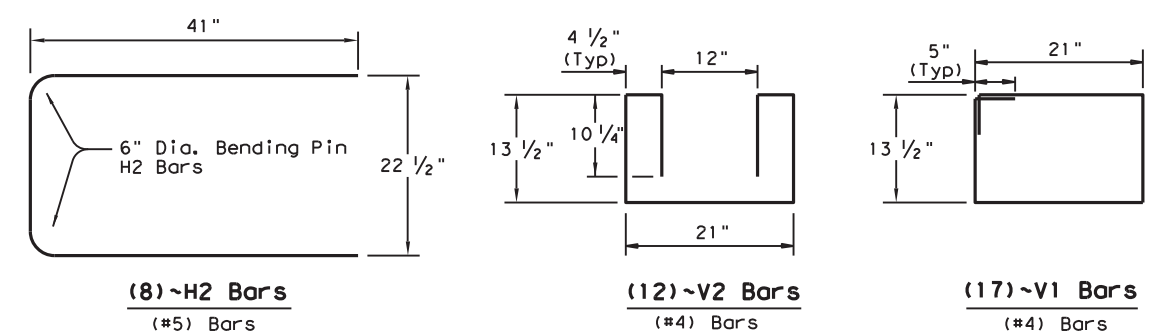 41"
6" Dia. Bending Pin
H2 Bars
22 1/2"
(8)~H2 Bars
(#5) Bars
4 1/2"
(Typ)
12"
13 1/2"
10 1/4"
21"
(12)~V2 Bars
(#4) Bars
5"
(Typ)
21"
13 1/2"
(17)~V1 Bars
(#4) Bars